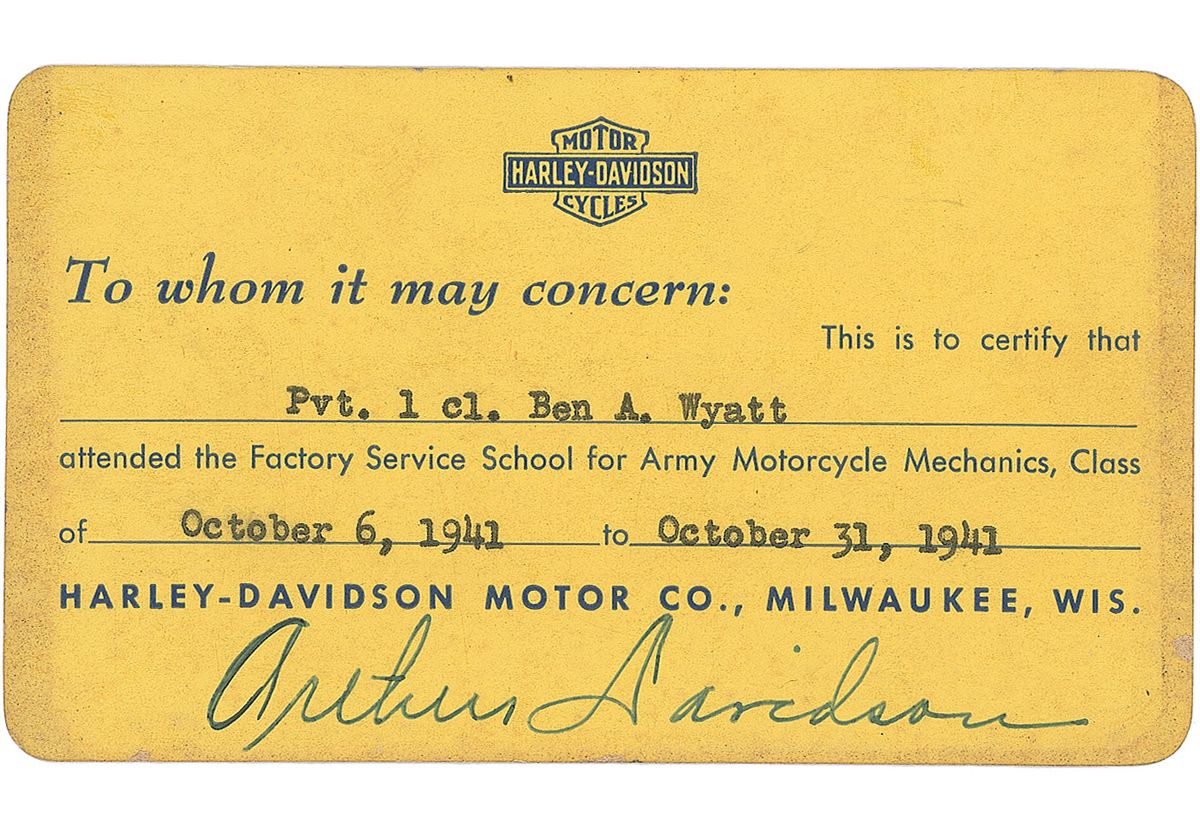 MOTOR
HARLEY-DAVIDSON
CYCLES
To whom it may concern:
This is to certify that
Pvt. 1 cl. Ben A. Wyatt
attended the Factory Service School for Army Motorcycle Mechanics, Class
of October 6, 1941 to October 31, 1941
HARLEY-DAVIDSON MOTOR CO., MILWAUKEE, WIS.
Arthur Davidson